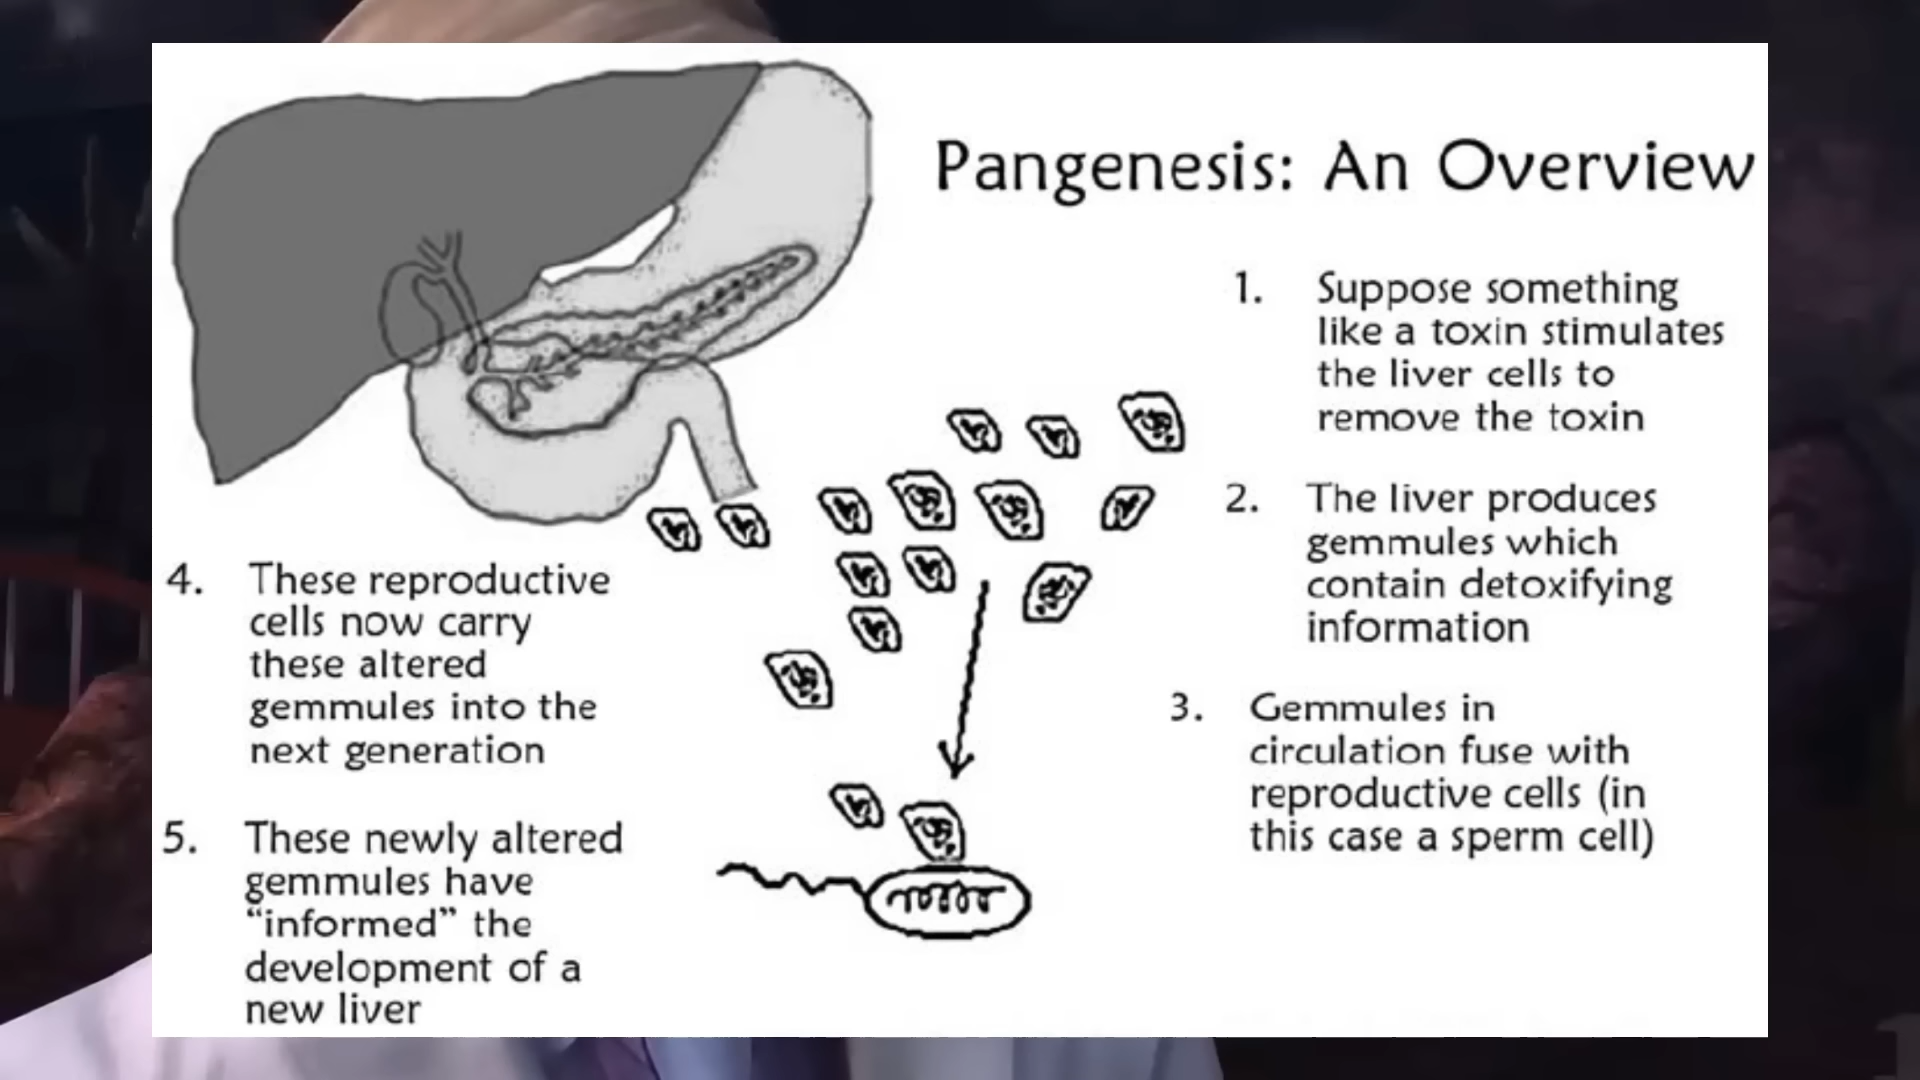 Pangenesis: An Overview
1. Suppose something
like a toxin stimulates
the liver cells to
remove the toxin
2. The liver produces
gemmules which
contain detoxifying
information
3. Gemmules in
circulation fuse with
reproductive cells (in
this case a sperm cell)
4. These reproductive
cells now carry
these altered
gemmules into the
next generation
5. These newly altered
gemmules have
“informed” the
development of a
new liver